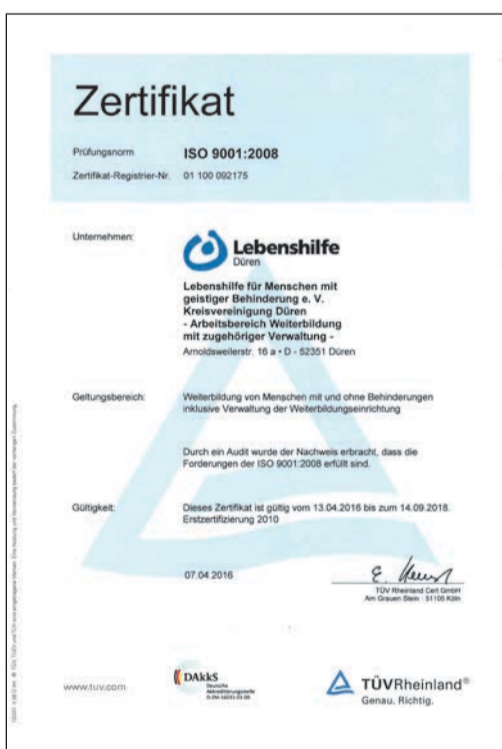 Zertifikat
Prüfungsnorm ISO 9001:2008
Zertifikat-Registrier-Nr. 01 100 092175
Unternehmen:
Lebenshilfe
Düren
Lebenshilfe für Menschen mit
geistiger Behinderung e. V.
Kreisvereinigung Düren
- Arbeitsbereich Weiterbildung
mit zugehöriger Verwaltung -
Arnoldsweilerstr. 16 a • D - 52351 Düren
Geltungsbereich: Weiterbildung von Menschen mit und ohne Behinderungen
inklusive Verwaltung der Weiterbildungseinrichtung
Durch ein Audit wurde der Nachweis erbracht, dass die
Forderungen der ISO 9001:2008 erfüllt sind.
Gültigkeit: Dieses Zertifikat ist gültig vom 13.04.2016 bis zum 14.09.2018.
Erstzertifizierung 2010
07.04.2016
TÜV Rheinland Cert GmbH
Am Grauen Stein · 51105 Köln
www.tuv.com
DAkkS
Deutsche
Akkreditierungsstelle
TÜVRheinland®
Genau. Richtig.